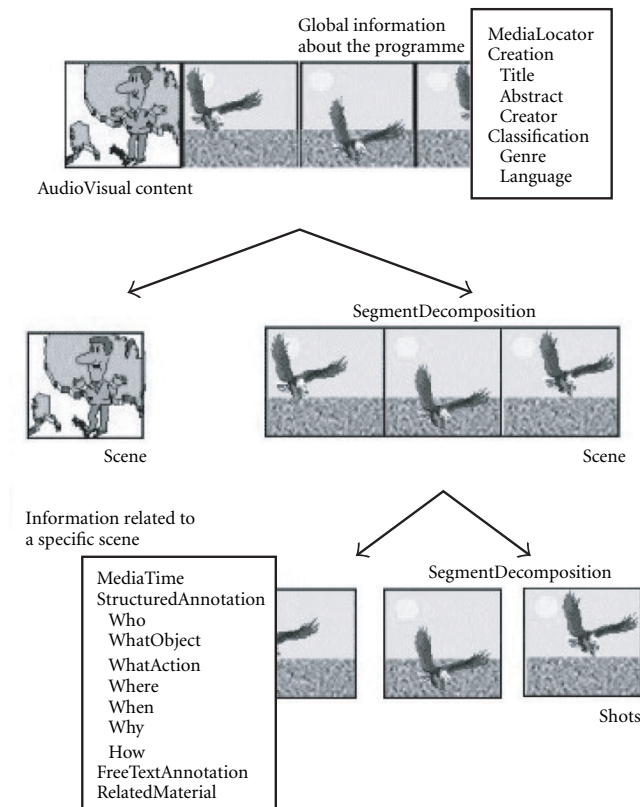 Global information
about the programme
MediaLocator
Creation
Title
Abstract
Creator
Classification
Genre
Language
AudioVisual content
SegmentDecomposition
Scene
Scene
Information related to
a specific scene
MediaTime
StructuredAnnotation
Who
WhatObject
WhatAction
Where
When
Why
How
FreeTextAnnotation
RelatedMaterial
SegmentDecomposition
Shots